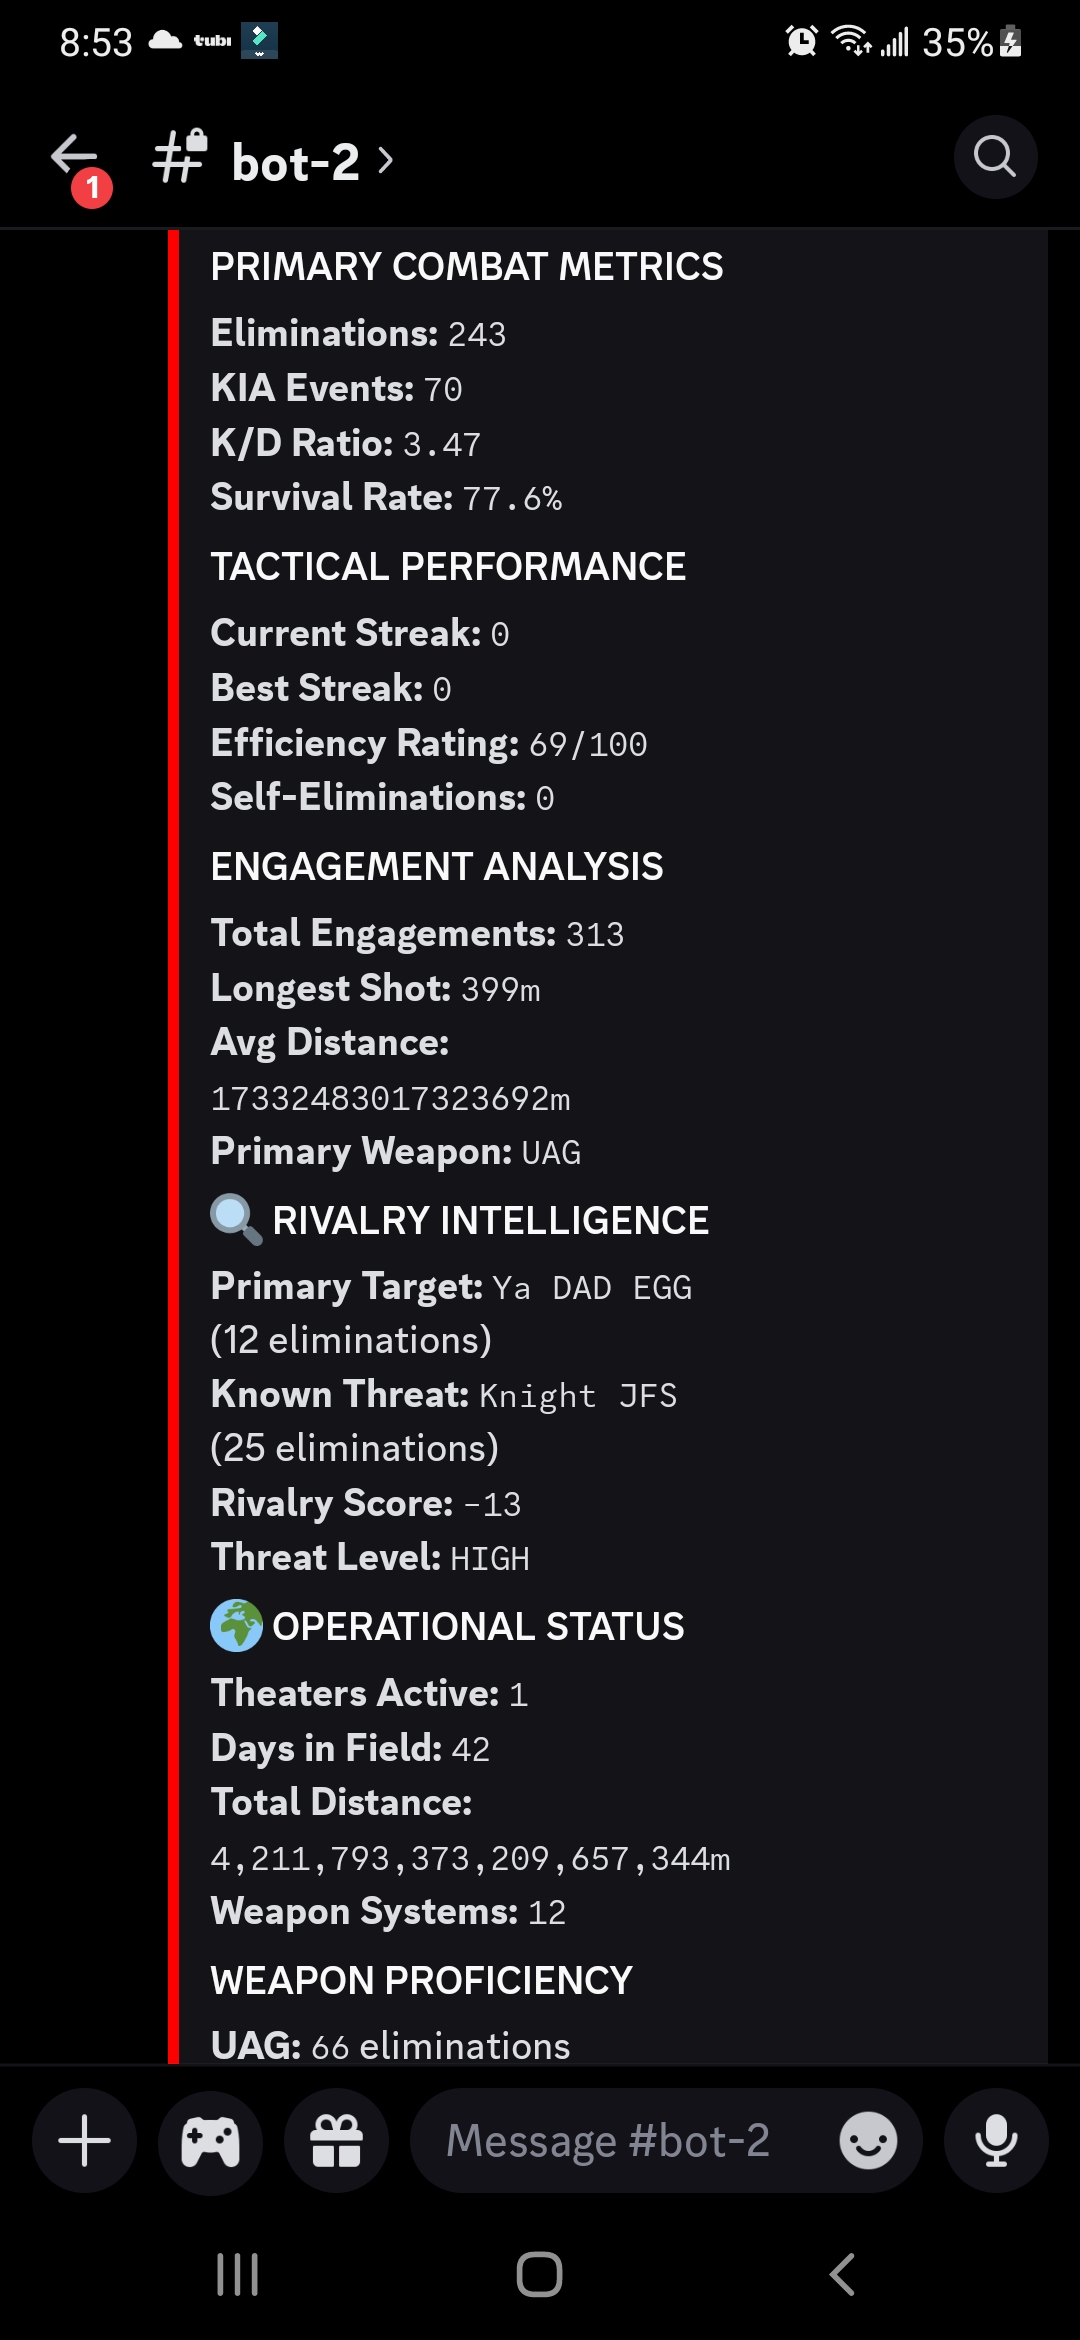 8:53 tubi 35%
1
bot-2
PRIMARY COMBAT METRICS
Eliminations: 243
KIA Events: 70
K/D Ratio: 3.47
Survival Rate: 77.6%
TACTICAL PERFORMANCE
Current Streak: 0
Best Streak: 0
Efficiency Rating: 69/100
Self-Eliminations: 0
ENGAGEMENT ANALYSIS
Total Engagements: 313
Longest Shot: 399m
Avg Distance:
17332483017323692m
Primary Weapon: UAG
RIVALRY INTELLIGENCE
Primary Target: Ya DAD EGG
(12 eliminations)
Known Threat: Knight JFS
(25 eliminations)
Rivalry Score: -13
Threat Level: HIGH
OPERATIONAL STATUS
Theaters Active: 1
Days in Field: 42
Total Distance:
4,211,793,373,209,657,344m
Weapon Systems: 12
WEAPON PROFICIENCY
UAG: 66 eliminations
Message #bot-2